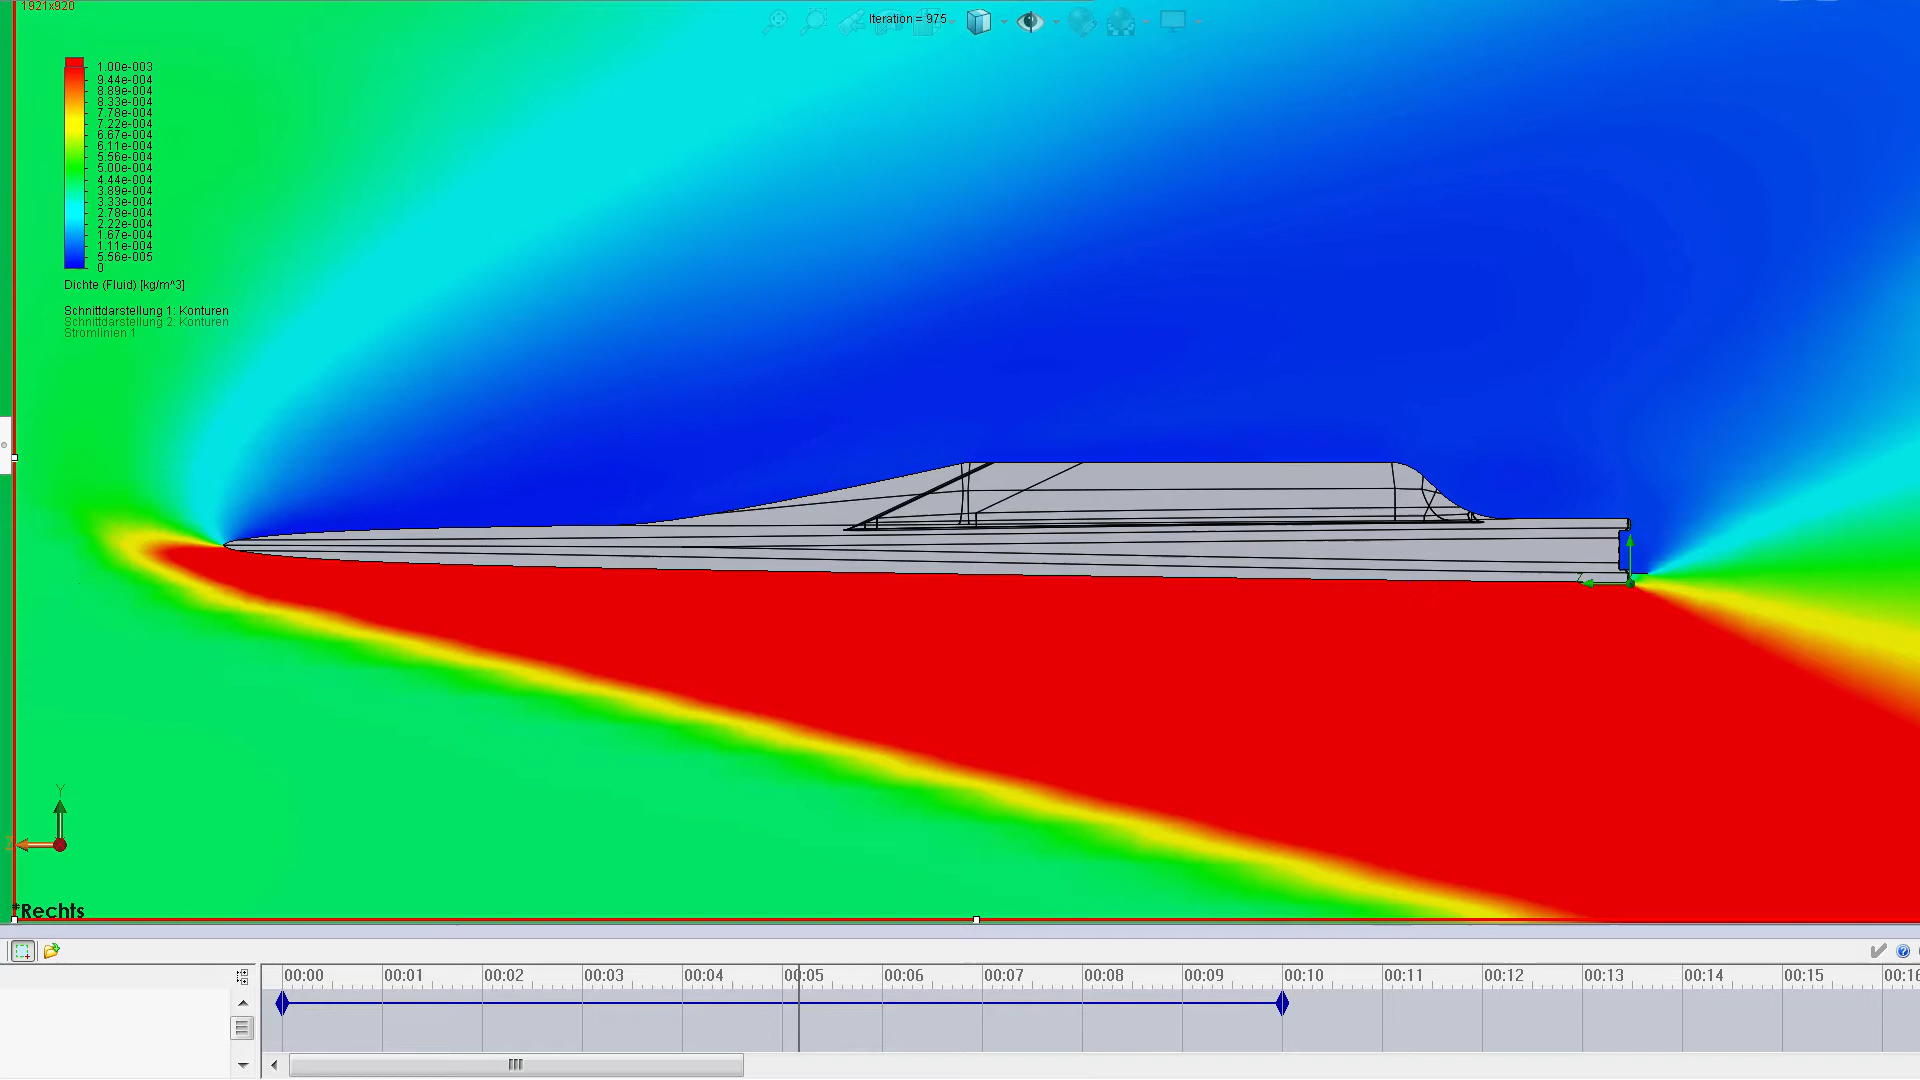 1921x920
Iteration = 975
1.00e-003
9.44e-004
8.89e-004
8.33e-004
7.78e-004
7.22e-004
6.67e-004
6.11e-004
5.56e-004
5.00e-004
4.44e-004
3.89e-004
3.33e-004
2.78e-004
2.22e-004
1.67e-004
1.11e-004
5.56e-005
0
Dichte (Fluid) [kg/m^3]
Schnittdarstellung 1: Konturen
Schnittdarstellung 2: Konturen
Stromlinien 1
Z
Y
Z
*Rechts
00:00 00:01 00:02 00:03 00:04 00:05 00:06 00:07 00:08 00:09 00:10 00:11 00:12 00:13 00:14 00:15 00:16